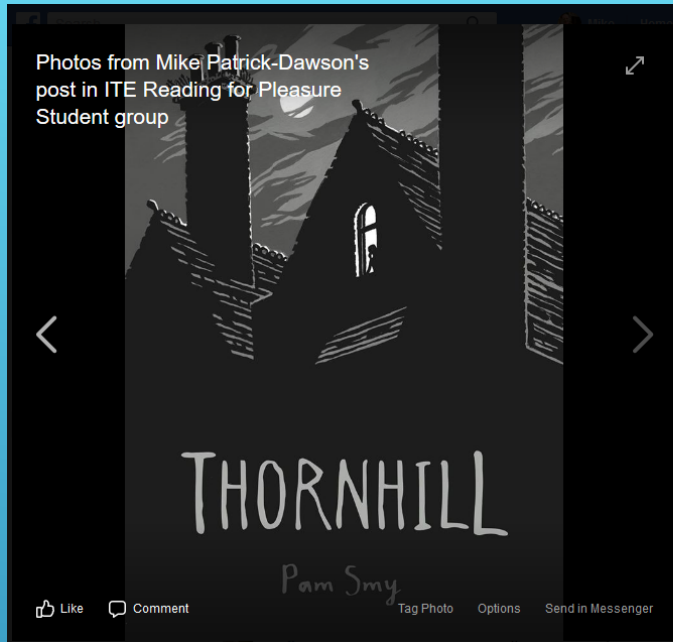 Photos from Mike Patrick-Dawson's
post in ITE Reading for Pleasure
Student group
THORNHILL
Pam Smy
Like Comment Tag Photo Options Send in Messenger